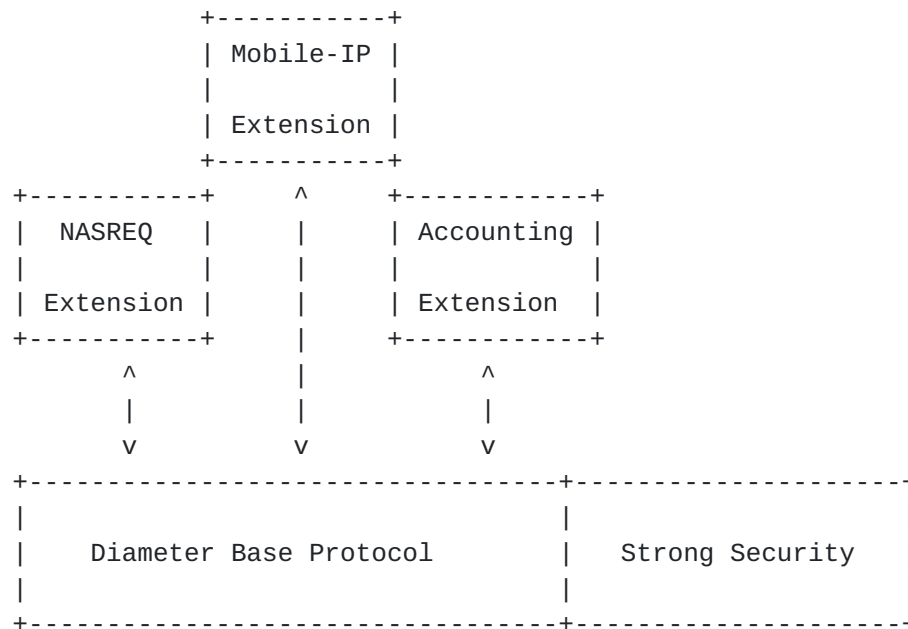 Mobile-IP
Extension
NASREQ Accounting
Extension Extension
Diameter Base Protocol Strong Security